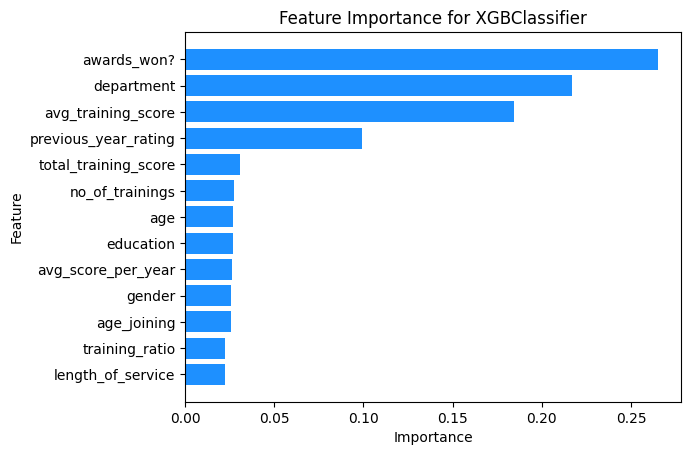 Feature Importance for XGBClassifier
awards_won?
department
avg_training_score
previous_year_rating
total_training_score
no_of_trainings
age
education
avg_score_per_year
gender
age_joining
training_ratio
length_of_service
Feature
0.00 0.05 0.10 0.15 0.20 0.25
Importance